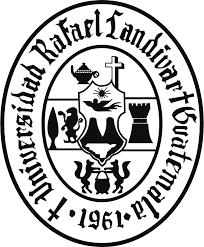 † Universidad Rafael Landívar † Guatemala · 1961 ·